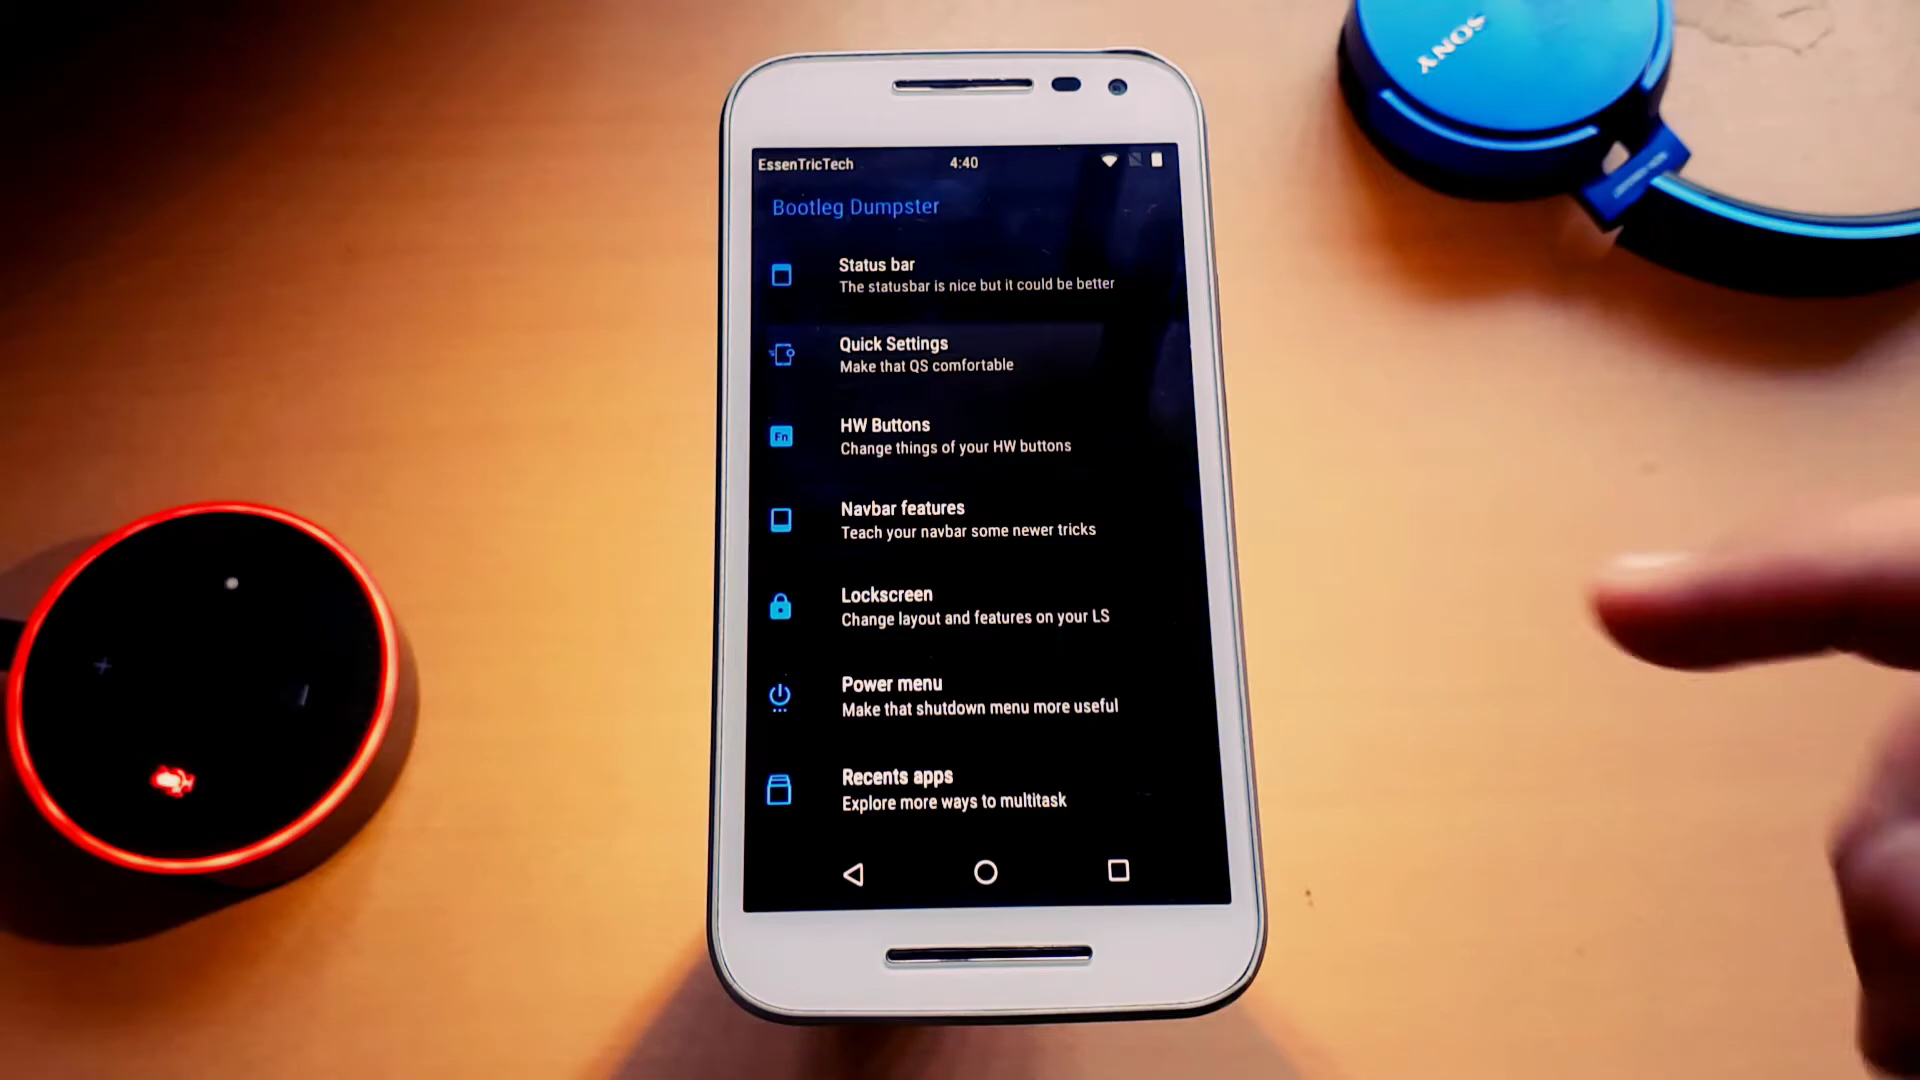 SONY
EssenTricTech 4:40
Bootleg Dumpster
Status bar
The statusbar is nice but it could be better
Quick Settings
Make that QS comfortable
Fn
HW Buttons
Change things of your HW buttons
Navbar features
Teach your navbar some newer tricks
Lockscreen
Change layout and features on your LS
Power menu
Make that shutdown menu more useful
Recents apps
Explore more ways to multitask